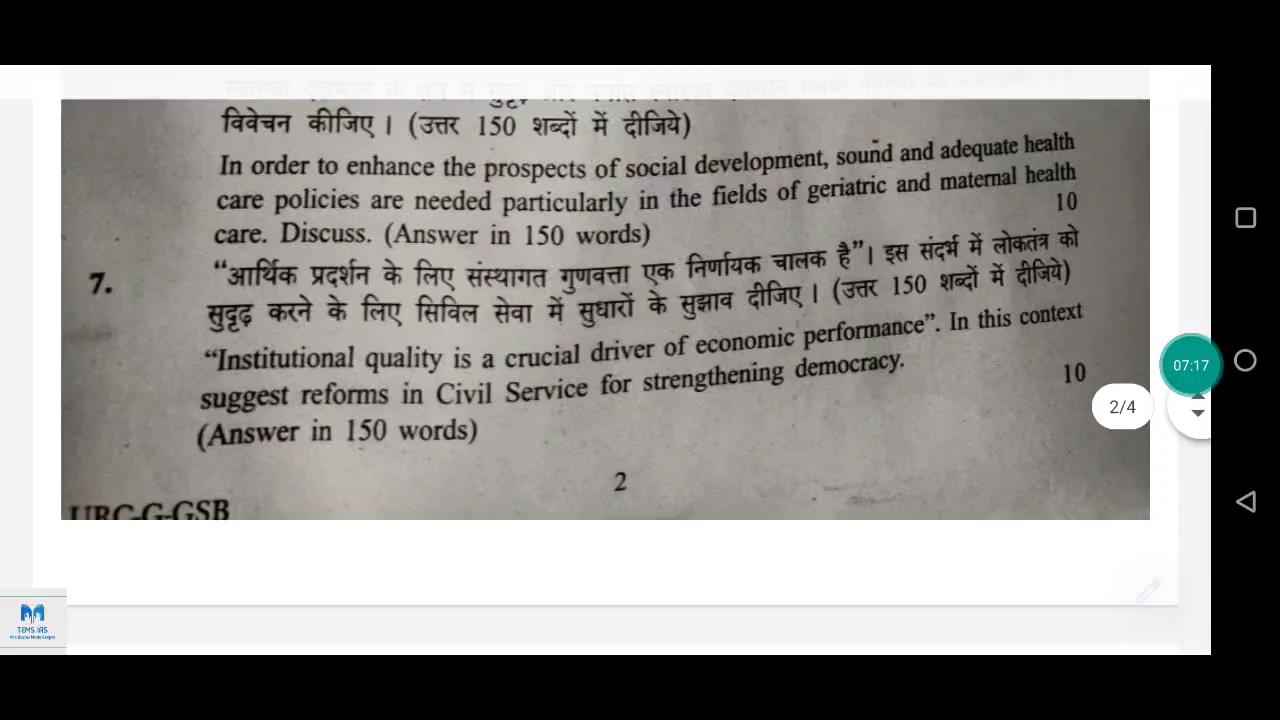 विवेचन कीजिए। (उत्तर 150 शब्दों में दीजिये)
In order to enhance the prospects of social development, sound and adequate health
care policies are needed particularly in the fields of geriatric and maternal health
care. Discuss. (Answer in 150 words) 10
7. “आर्थिक प्रदर्शन के लिए संस्थागत गुणवत्ता एक निर्णायक चालक है”। इस संदर्भ में लोकतंत्र को
सुदृढ़ करने के लिए सिविल सेवा में सुधारों के सुझाव दीजिए। (उत्तर 150 शब्दों में दीजिये)
“Institutional quality is a crucial driver of economic performance”. In this context
suggest reforms in Civil Service for strengthening democracy.
(Answer in 150 words) 10
2
URC-G-GSB
07:17
2/4
TEMS IAS